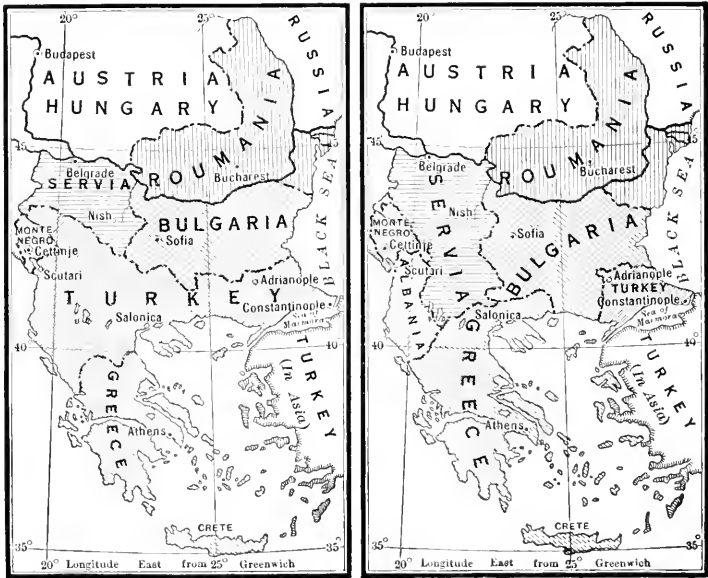 20° 25°
RUSSIA
Budapest
AUSTRIA
HUNGARY
ROUMANIA
45
Belgrade
Bucharest
SERVIA
BLACK SEA
Nish
BULGARIA
MONTE
NEGRO
Sofia
Cettinje
Scutari
Adrianople
TURKEY
Constantinople
Salonica
Sea of
Marmora
40
TURKEY
(In Asia)
GREECE
Athens
CRETE
35°
20° Longitude East from 25° Greenwich
20° 25°
RUSSIA
Budapest
AUSTRIA
HUNGARY
ROUMANIA
45
Belgrade
Bucharest
SERVIA
BLACK SEA
Nish
MONTE
NEGRO
Sofia
BULGARIA
Cettinje
Scutari
ALBANIA
Adrianople
TURKEY
Constantinople
Salonica
Sea of
Marmora
40
TURKEY
(In Asia)
GREECE
Athens
CRETE
35°
20° Longitude East from 25° Greenwich